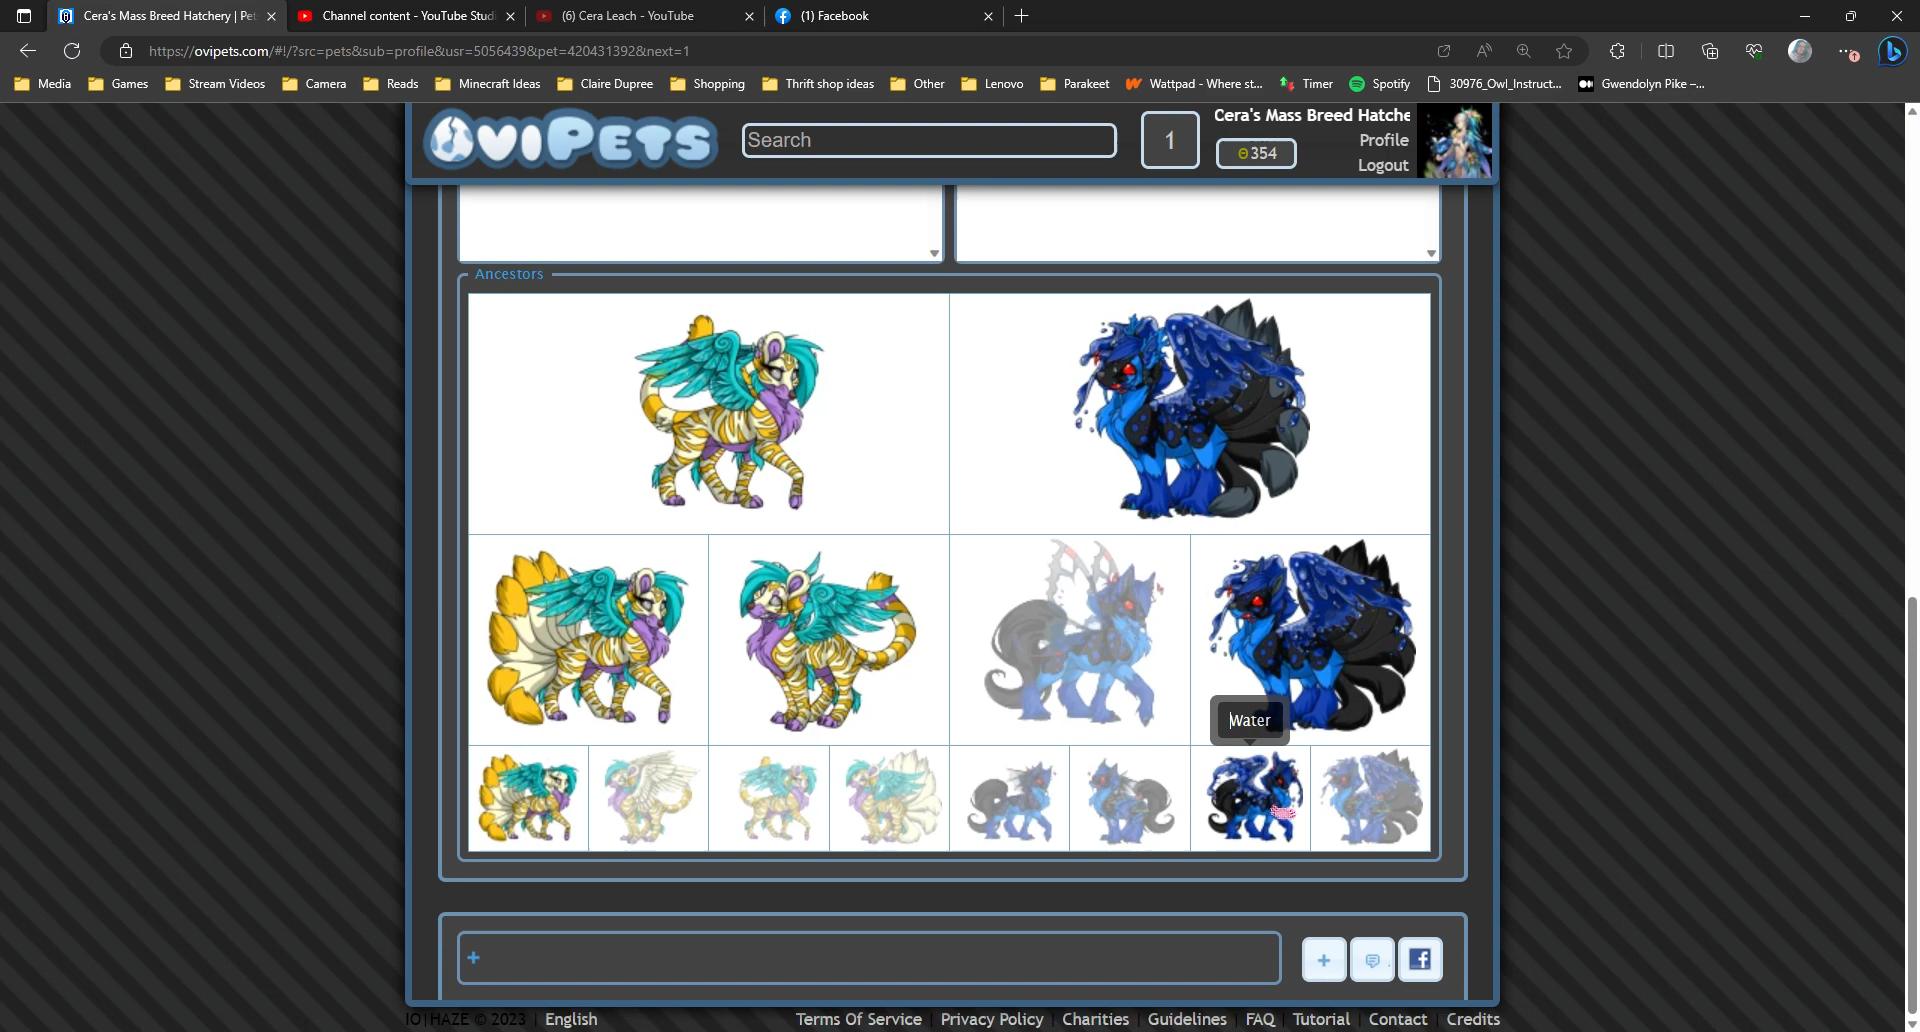 Cera's Mass Breed Hatchery | Pet
Channel content - YouTube Studi
(6) Cera Leach - YouTube
(1) Facebook
https://ovipets.com/#!/?src=pets&sub=profile&usr=5056439&pet=420431392&next=1
Media
Games
Stream Videos
Camera
Reads
Minecraft Ideas
Claire Dupree
Shopping
Thrift shop ideas
Other
Lenovo
Parakeet
Wattpad - Where st...
Timer
Spotify
30976_Owl_Instruct...
Gwendolyn Pike –...
OviPets
Search
1
Cera's Mass Breed Hatche
354
Profile
Logout
Ancestors
Water
+
+
IO|HAZE © 2023
English
Terms Of Service
Privacy Policy
Charities
Guidelines
FAQ
Tutorial
Contact
Credits